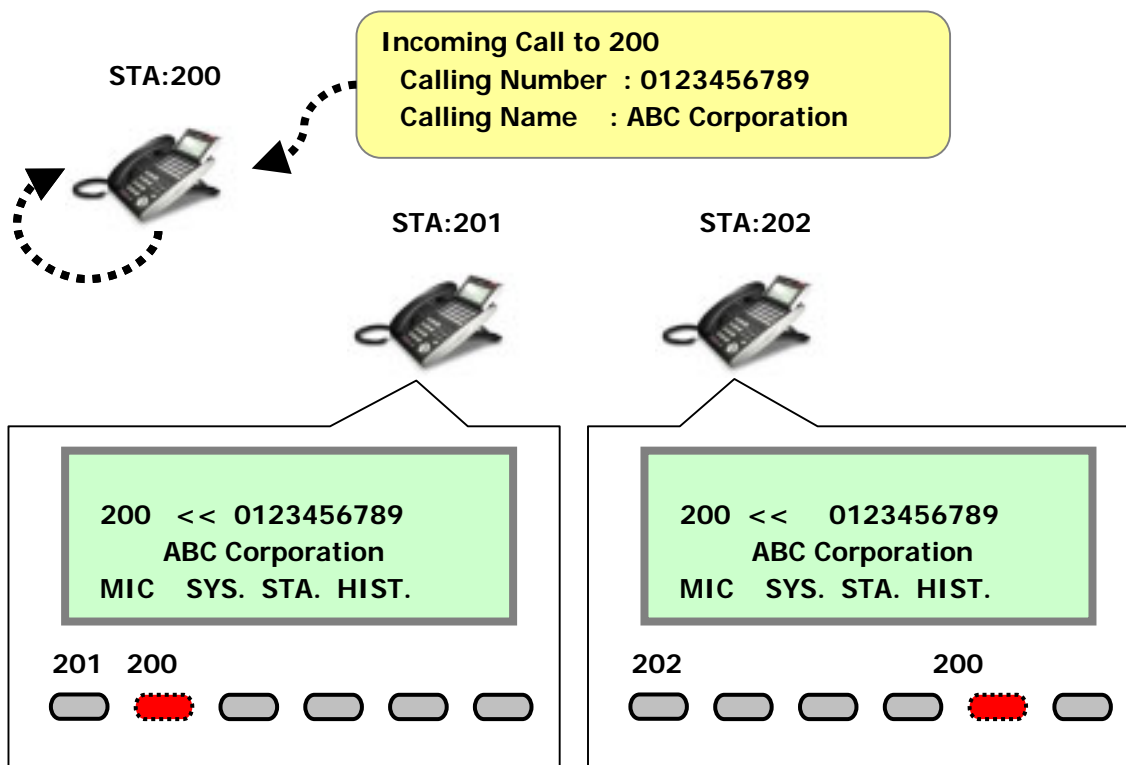 Incoming Call to 200
Calling Number : 0123456789
Calling Name : ABC Corporation
STA:200
STA:201
STA:202
200 << 0123456789
ABC Corporation
MIC SYS. STA. HIST.
201 200
200 << 0123456789
ABC Corporation
MIC SYS. STA. HIST.
202 200